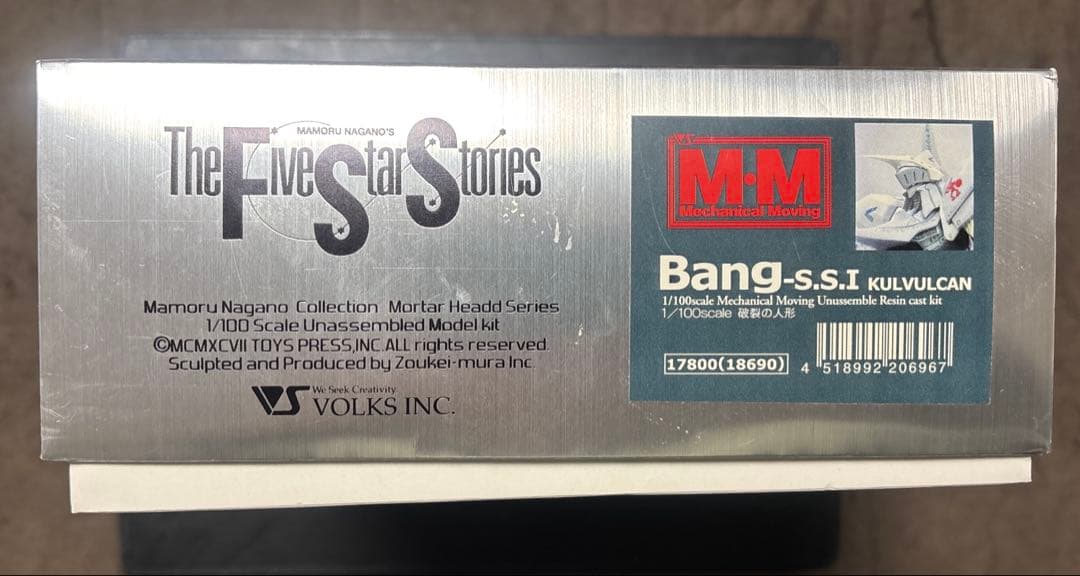 MAMORU NAGANO'S
The Five Star Stories
Mamoru Nagano Collection Mortar Headd Series
1/100 Scale Unassembled Model kit
©MCMXCVII TOYS PRESS,INC.ALL rights reserved.
Sculpted and Produced by Zoukei-mura Inc.
VS We Seek Creativity
VOLKS INC.
M·M
Mechanical Moving
Bang-S.S.I KULVULCAN
1/100scale Mechanical Moving Unussemble Resin cast kit
1/100scale 破裂の人形
17800(18690)
4 518992 206967